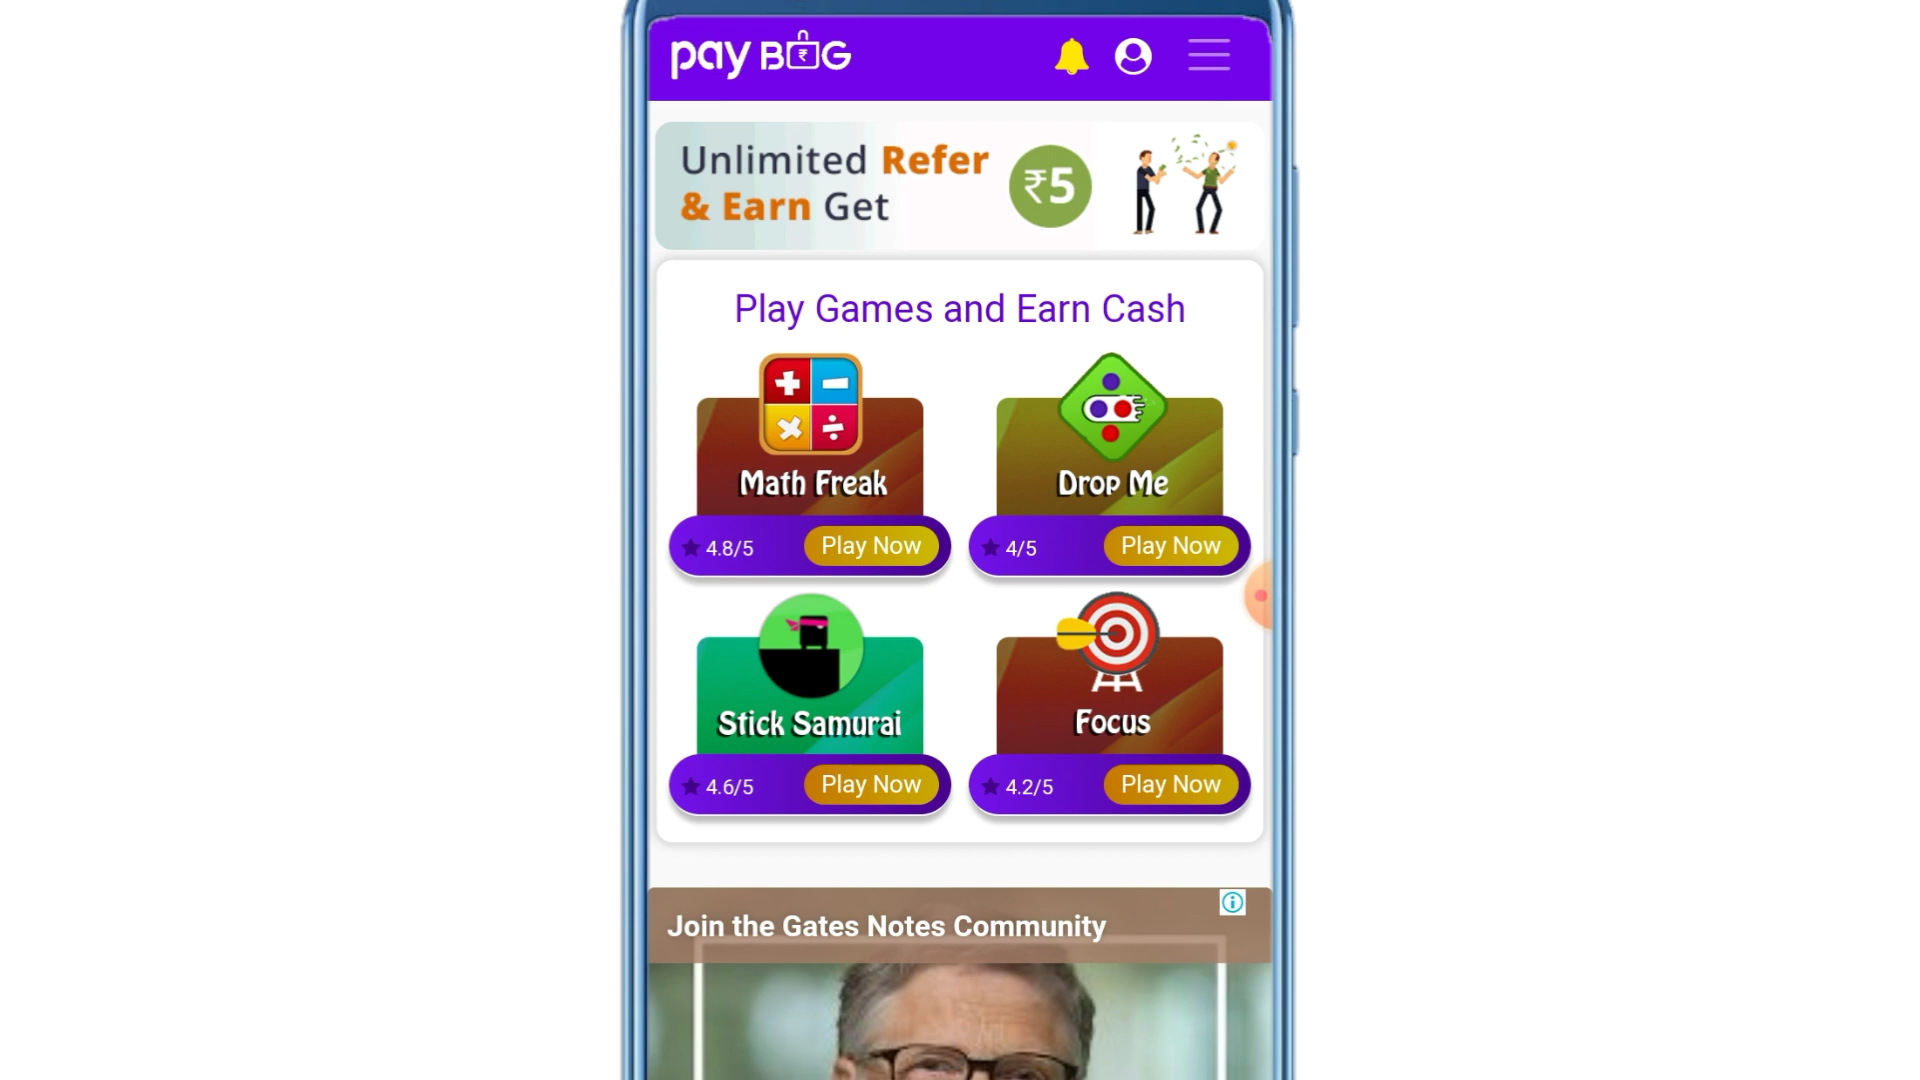 pay BAG
Unlimited Refer
& Earn Get
₹5
Play Games and Earn Cash
Math Freak
Drop Me
4.8/5
Play Now
4/5
Play Now
Stick Samurai
Focus
4.6/5
Play Now
4.2/5
Play Now
Join the Gates Notes Community